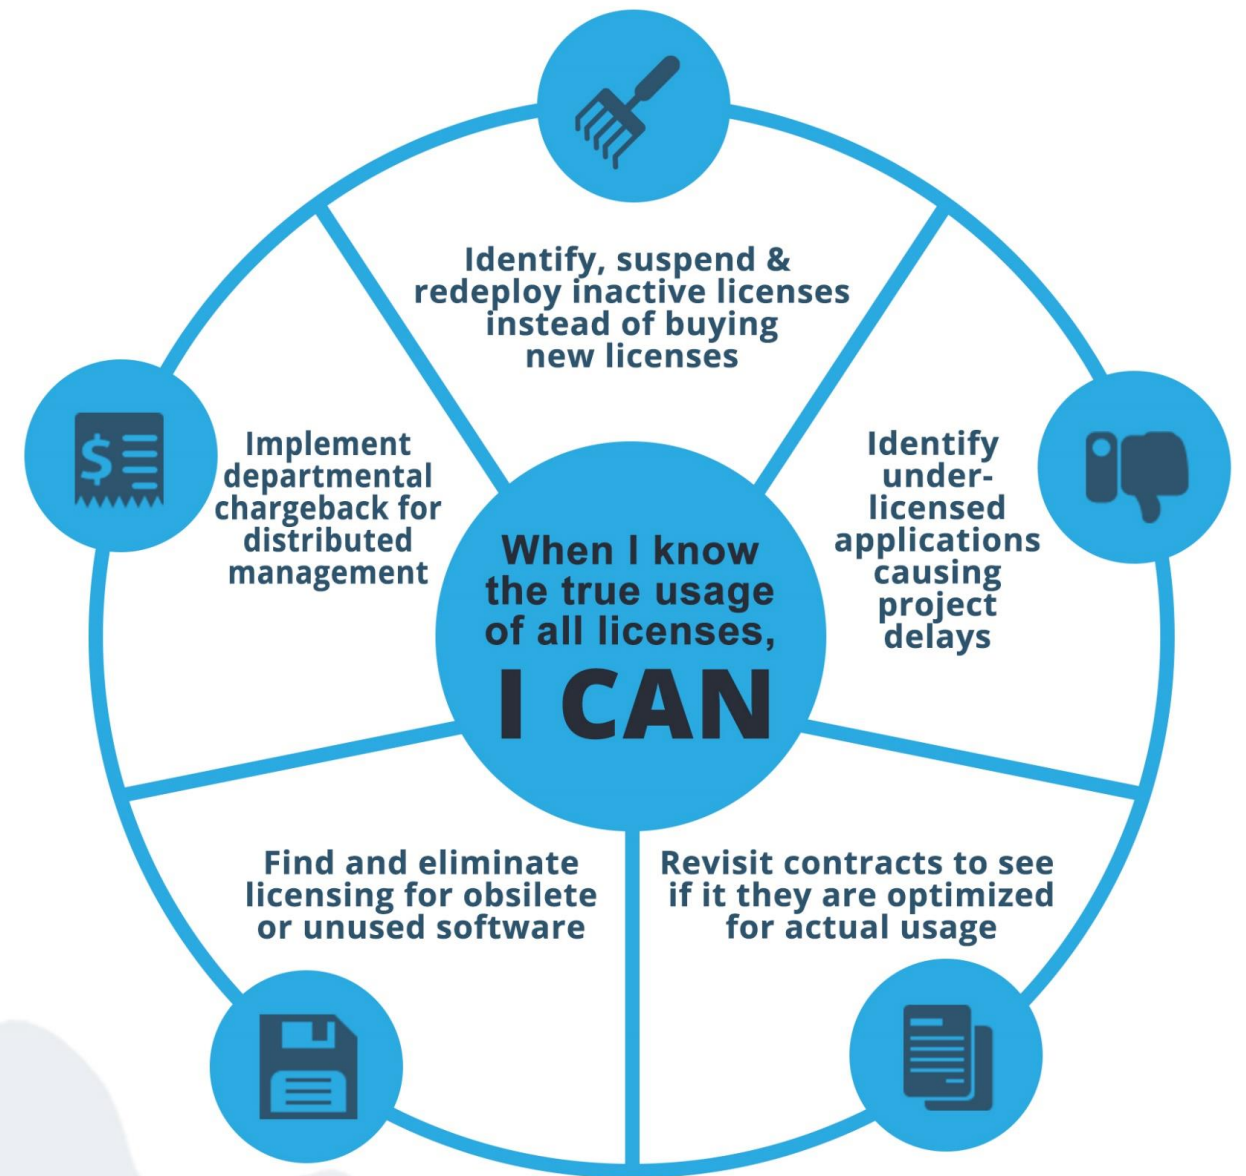 Identify, suspend &
redeploy inactive licenses
instead of buying
new licenses
Identify
under-
licensed
applications
causing
project
delays
Revisit contracts to see
if it they are optimized
for actual usage
Find and eliminate
licensing for obsilete
or unused software
Implement
departmental
chargeback for
distributed
management
When I know
the true usage
of all licenses,
I CAN
$